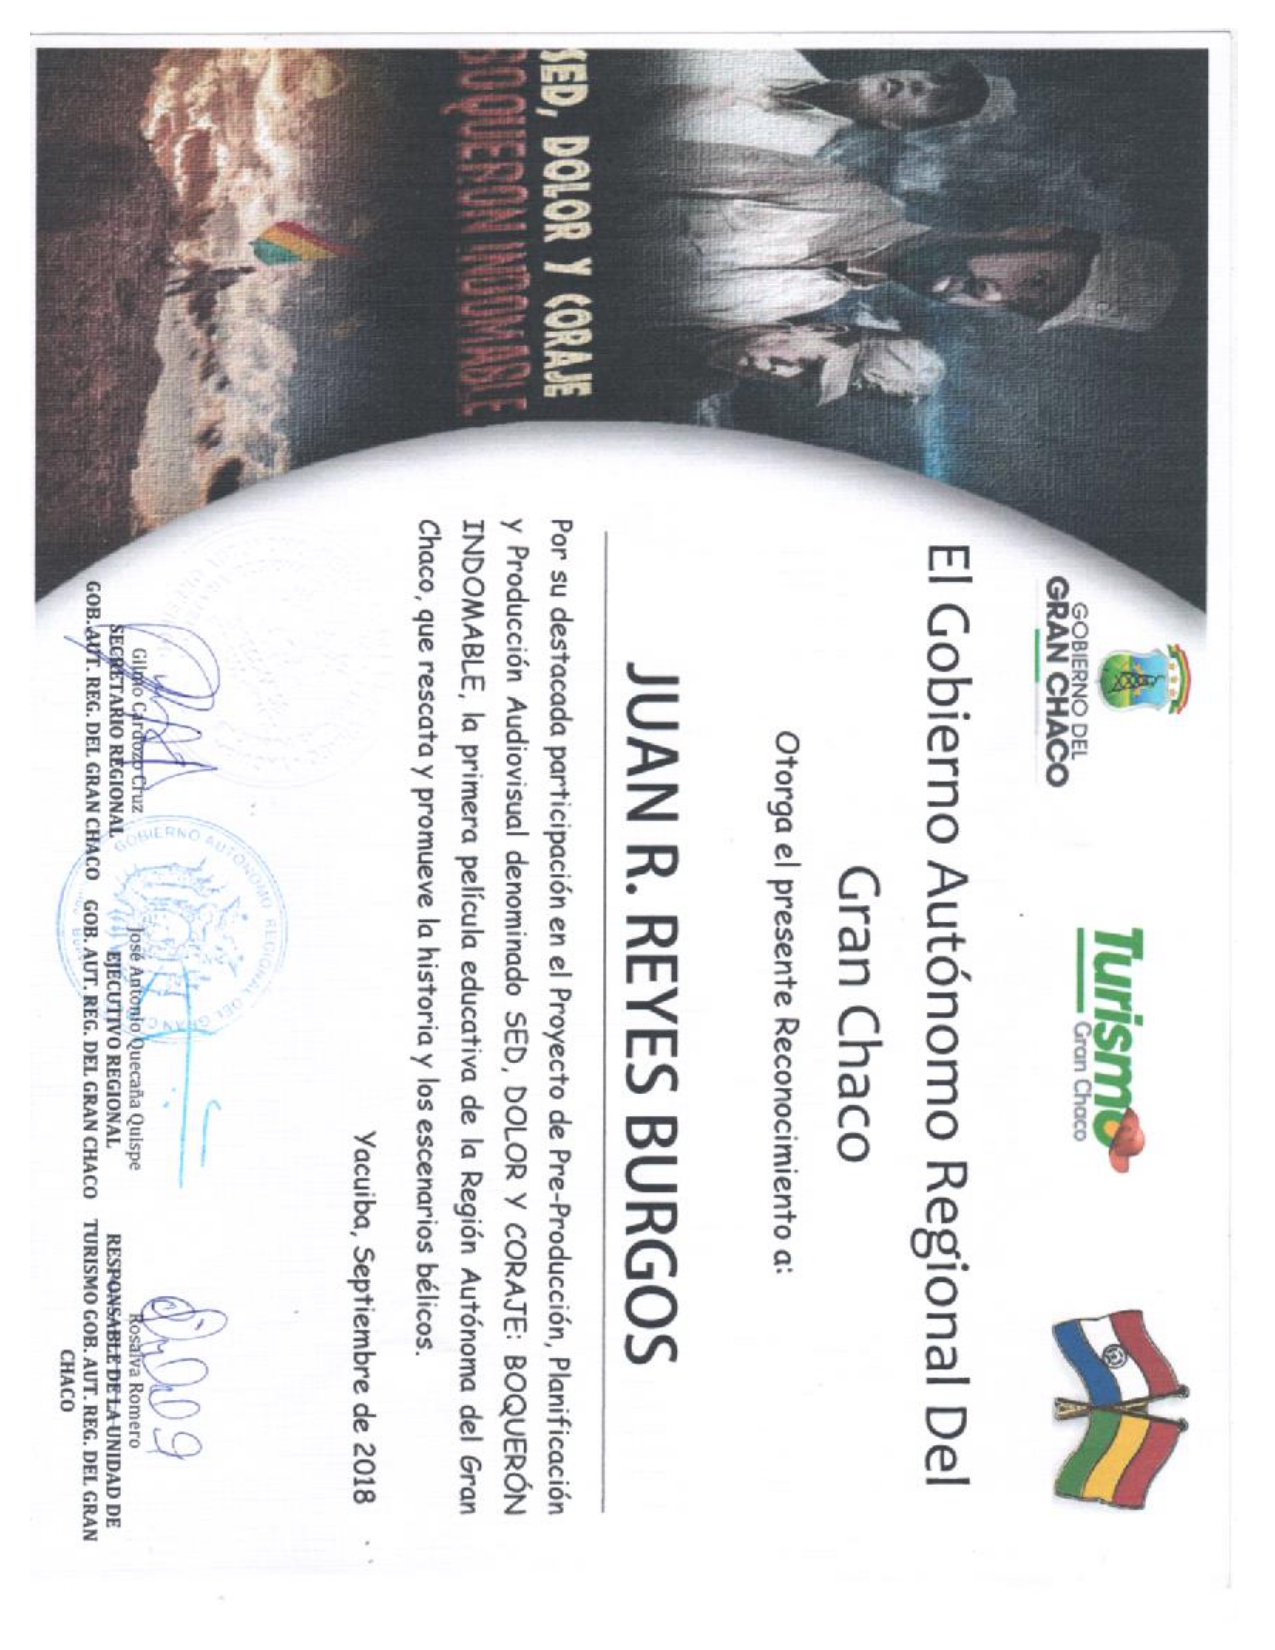 GOBIERNO DEL
GRAN CHACO
Turismo
Gran Chaco
El Gobierno Autónomo Regional Del
Gran Chaco
Otorga el presente Reconocimiento a:
JUAN R. REYES BURGOS
SED, DOLOR Y CORAJE
BOQUERON INDOMABLE
Por su destacada participación en el Proyecto de Pre-Producción, Planificación
y Producción Audiovisual denominado SED, DOLOR Y CORAJE: BOQUERÓN
INDOMABLE, la primera película educativa de la Región Autónoma del Gran
Chaco, que rescata y promueve la historia y los escenarios bélicos.
Yacuiba, Septiembre de 2018
GOBIERNO AUTÓNOMO REGIONAL DEL GRAN
Gilmo Cardozo Cruz
SECRETARIO REGIONAL
GOB. AUT. REG. DEL GRAN CHACO
José Antonio Quecaña Quispe
EJECUTIVO REGIONAL
GOB. AUT. REG. DEL GRAN CHACO
Rosalva Romero
RESPONSABLE DE LA UNIDAD DE
TURISMO GOB. AUT. REG. DEL GRAN
CHACO